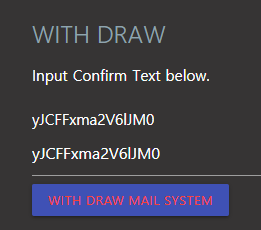 WITH DRAW
Input Confirm Text below.
yJCFFxma2V6lJM0
yJCFFxma2V6lJM0
WITH DRAW MAIL SYSTEM